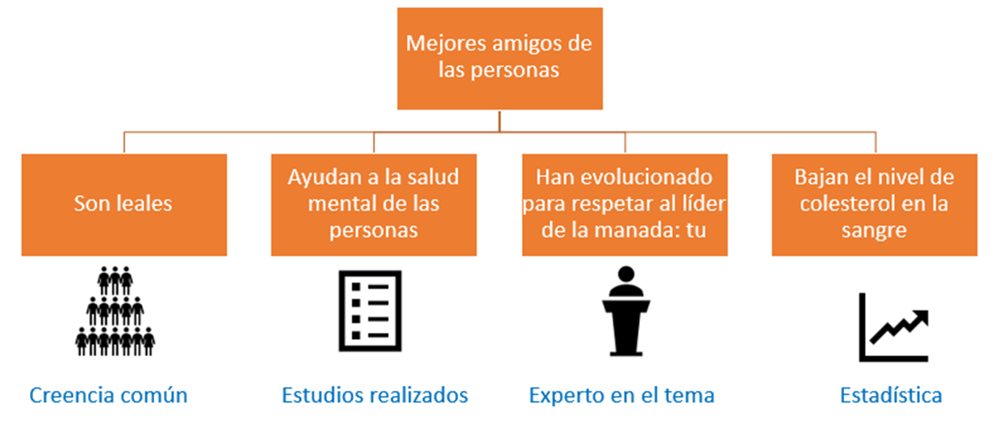 Mejores amigos de
las personas
Son leales
Ayudan a la salud
mental de las
personas
Han evolucionado
para respetar al líder
de la manada: tu
Bajan el nivel de
colesterol en la
sangre
Creencia común
Estudios realizados
Experto en el tema
Estadística